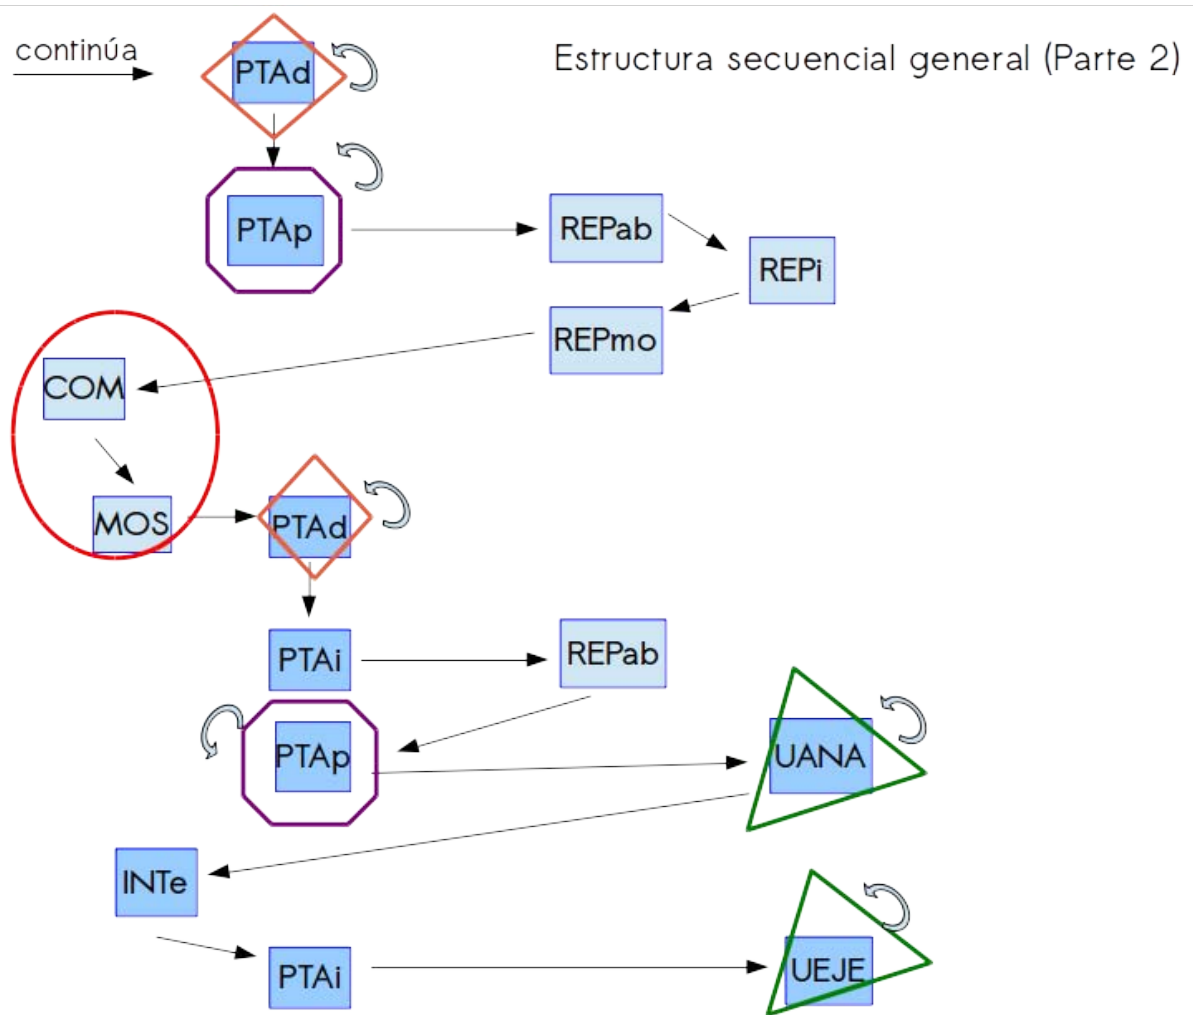 continúa
Estructura secuencial general (Parte 2)
PTAd
PTAp
REPab
REPi
REPmo
COM
MOS
PTAd
PTAi
REPab
PTAp
UANA
INTe
PTAi
UEJE